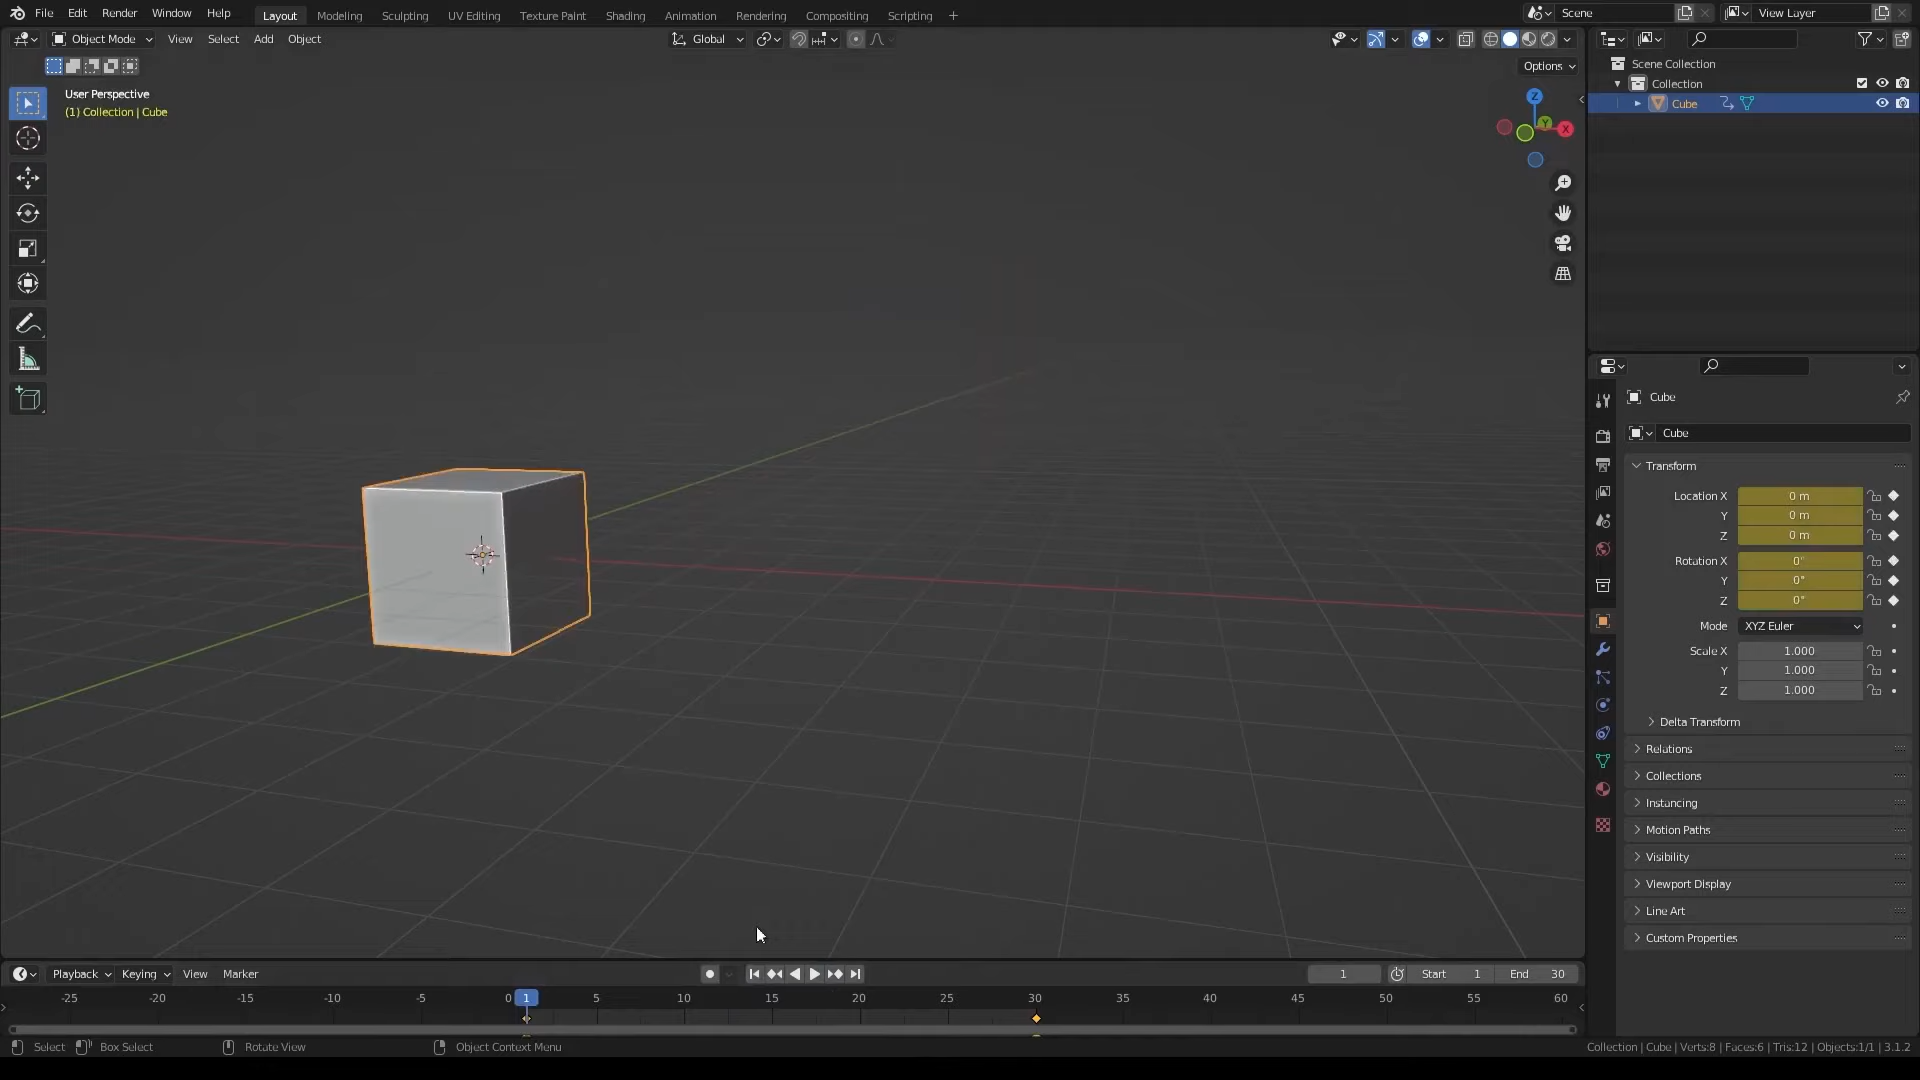 File Edit Render Window Help Layout Modeling Sculpting UV Editing Texture Paint Shading Animation Rendering Compositing Scripting + Scene View Layer
Object Mode View Select Add Object Global
Options
User Perspective
(1) Collection | Cube
Z
Y
X
Scene Collection
Collection
Cube
Cube
Cube
Transform
Location X 0 m
Y 0 m
Z 0 m
Rotation X 0°
Y 0°
Z 0°
Mode XYZ Euler
Scale X 1.000
Y 1.000
Z 1.000
Delta Transform
Relations
Collections
Instancing
Motion Paths
Visibility
Viewport Display
Line Art
Custom Properties
Playback Keying View Marker 1 Start 1 End 30
-25 -20 -15 -10 -5 0 1 5 10 15 20 25 30 35 40 45 50 55 60
Select Box Select Rotate View Object Context Menu Collection | Cube | Verts:8 | Faces:6 | Tris:12 | Objects:1/1 | 3.1.2